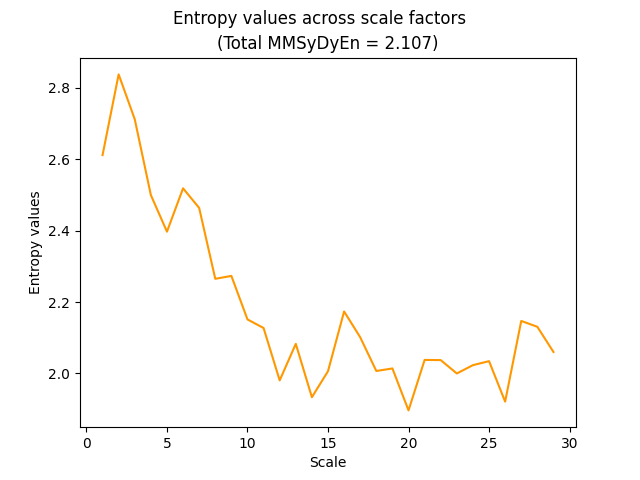 Entropy values across scale factors
(Total MMSyDyEn = 2.107)
Entropy values
2.8
2.6
2.4
2.2
2.0
0 5 10 15 20 25 30
Scale